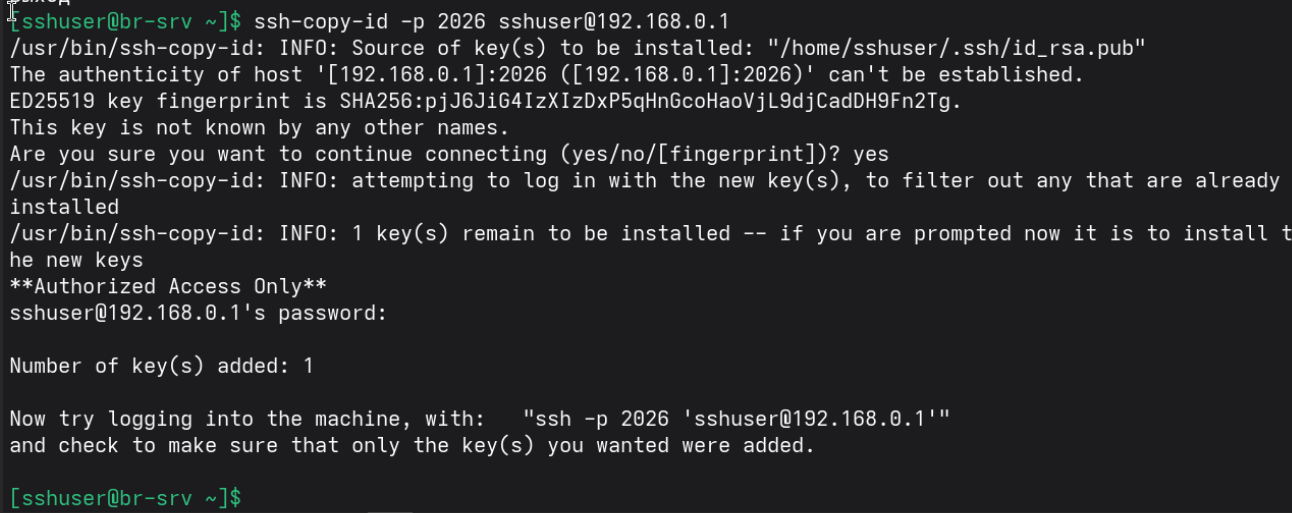 выход
[sshuser@br-srv ~]$ ssh-copy-id -p 2026 sshuser@192.168.0.1
/usr/bin/ssh-copy-id: INFO: Source of key(s) to be installed: "/home/sshuser/.ssh/id_rsa.pub"
The authenticity of host '[192.168.0.1]:2026 ([192.168.0.1]:2026)' can't be established.
ED25519 key fingerprint is SHA256:pjJ6JiG4IzXIzDxP5qHnGcoHaoVjL9djCadDH9Fn2Tg.
This key is not known by any other names.
Are you sure you want to continue connecting (yes/no/[fingerprint])? yes
/usr/bin/ssh-copy-id: INFO: attempting to log in with the new key(s), to filter out any that are already
installed
/usr/bin/ssh-copy-id: INFO: 1 key(s) remain to be installed -- if you are prompted now it is to install t
he new keys
**Authorized Access Only**
sshuser@192.168.0.1's password:
Number of key(s) added: 1
Now try logging into the machine, with:   "ssh -p 2026 'sshuser@192.168.0.1'"
and check to make sure that only the key(s) you wanted were added.
[sshuser@br-srv ~]$